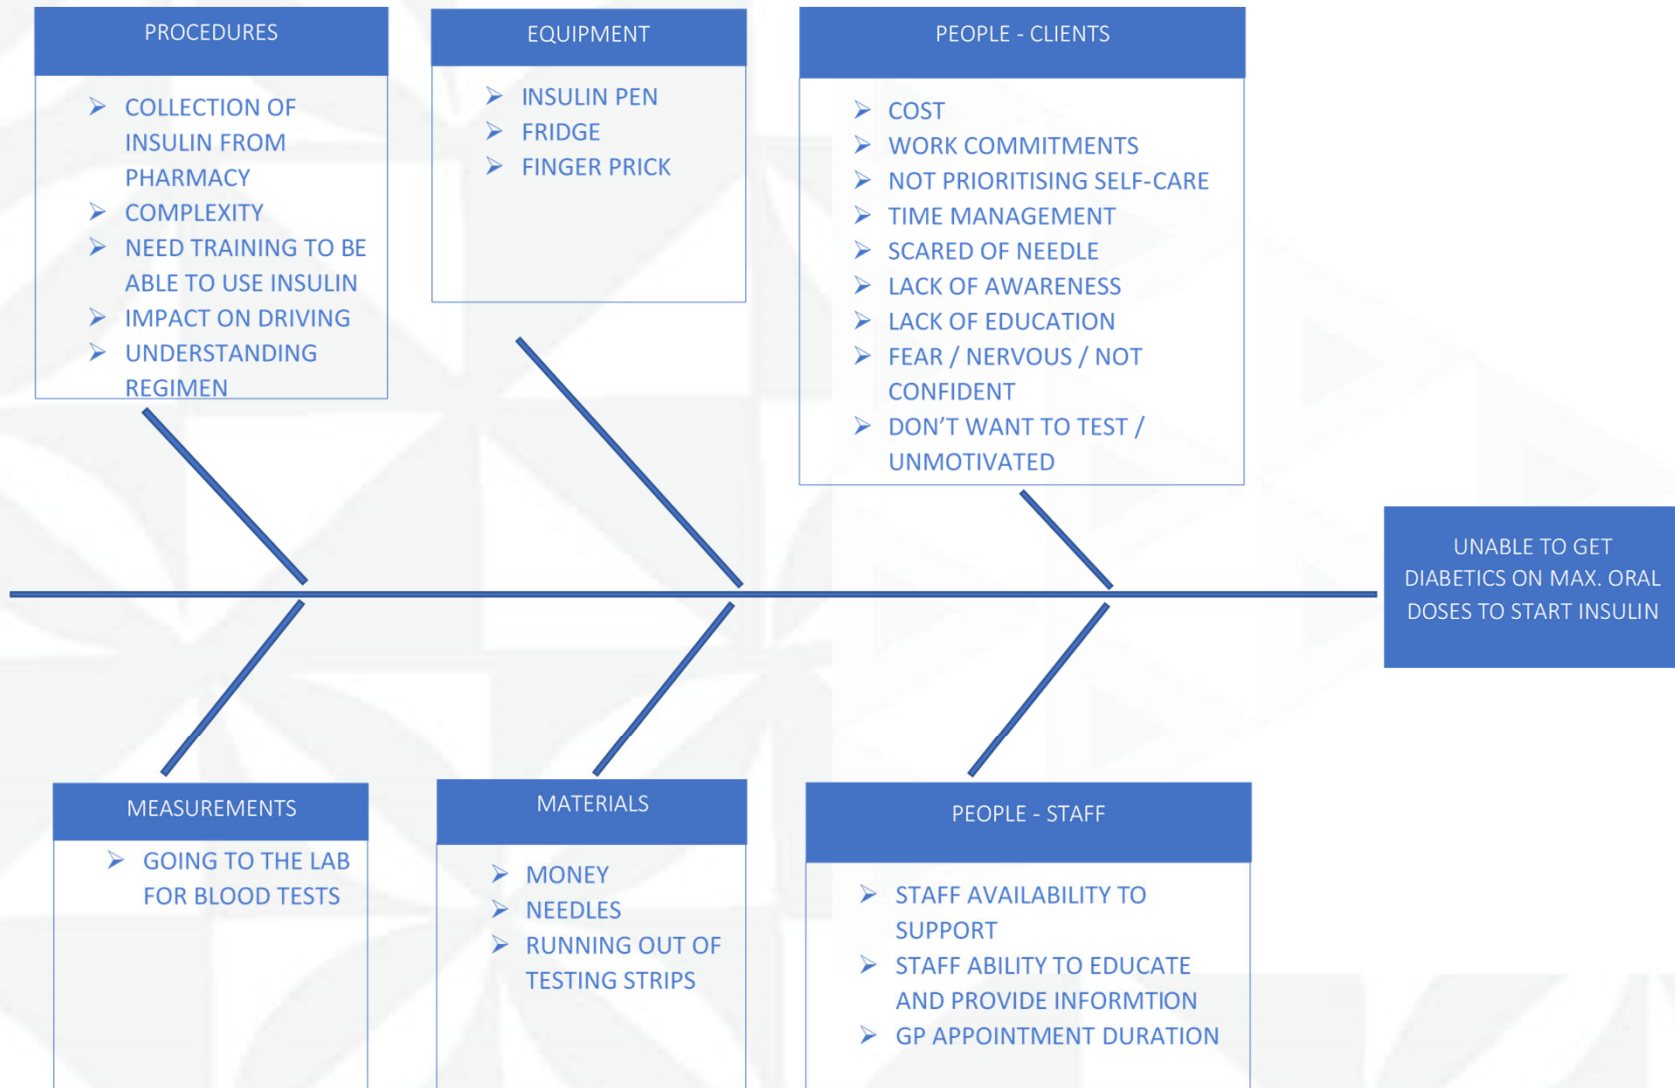 PROCEDURES
➢ COLLECTION OF
INSULIN FROM
PHARMACY
➢ COMPLEXITY
➢ NEED TRAINING TO BE
ABLE TO USE INSULIN
➢ IMPACT ON DRIVING
➢ UNDERSTANDING
REGIMEN
EQUIPMENT
➢ INSULIN PEN
➢ FRIDGE
➢ FINGER PRICK
PEOPLE - CLIENTS
➢ COST
➢ WORK COMMITMENTS
➢ NOT PRIORITISING SELF-CARE
➢ TIME MANAGEMENT
➢ SCARED OF NEEDLE
➢ LACK OF AWARENESS
➢ LACK OF EDUCATION
➢ FEAR / NERVOUS / NOT
CONFIDENT
➢ DON'T WANT TO TEST /
UNMOTIVATED
UNABLE TO GET
DIABETICS ON MAX. ORAL
DOSES TO START INSULIN
MEASUREMENTS
➢ GOING TO THE LAB
FOR BLOOD TESTS
MATERIALS
➢ MONEY
➢ NEEDLES
➢ RUNNING OUT OF
TESTING STRIPS
PEOPLE - STAFF
➢ STAFF AVAILABILITY TO
SUPPORT
➢ STAFF ABILITY TO EDUCATE
AND PROVIDE INFORMTION
➢ GP APPOINTMENT DURATION